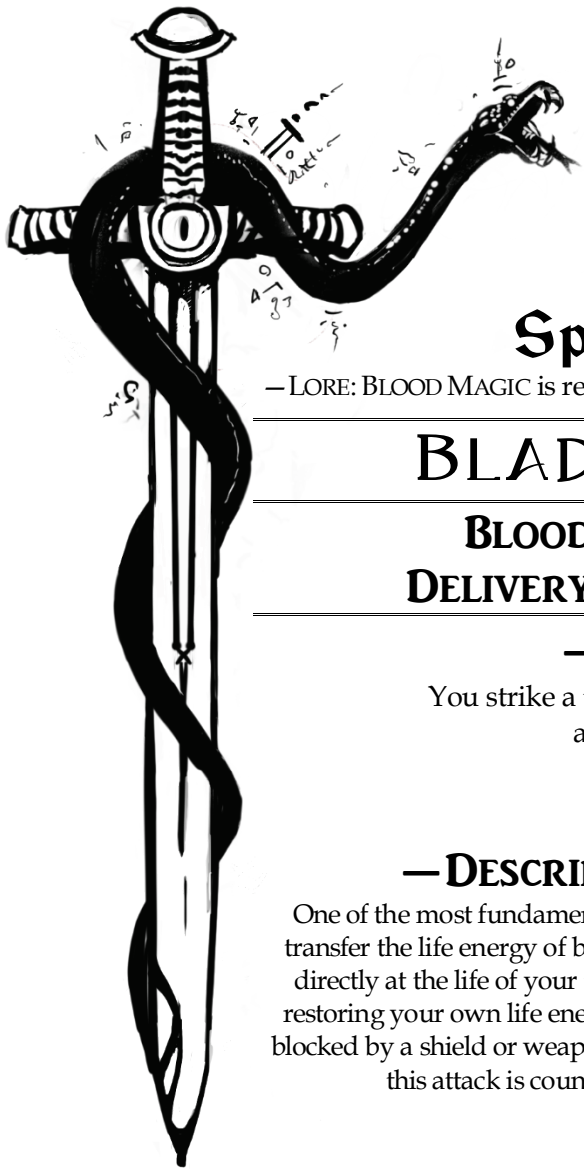 Sp
—LORE: BLOOD MAGIC is re
BLAD
BLOOD
DELIVERY
—
You strike a
a
—DESCRI
One of the most fundamen
transfer the life energy of b
directly at the life of your
restoring your own life ene
blocked by a shield or weap
this attack is coun